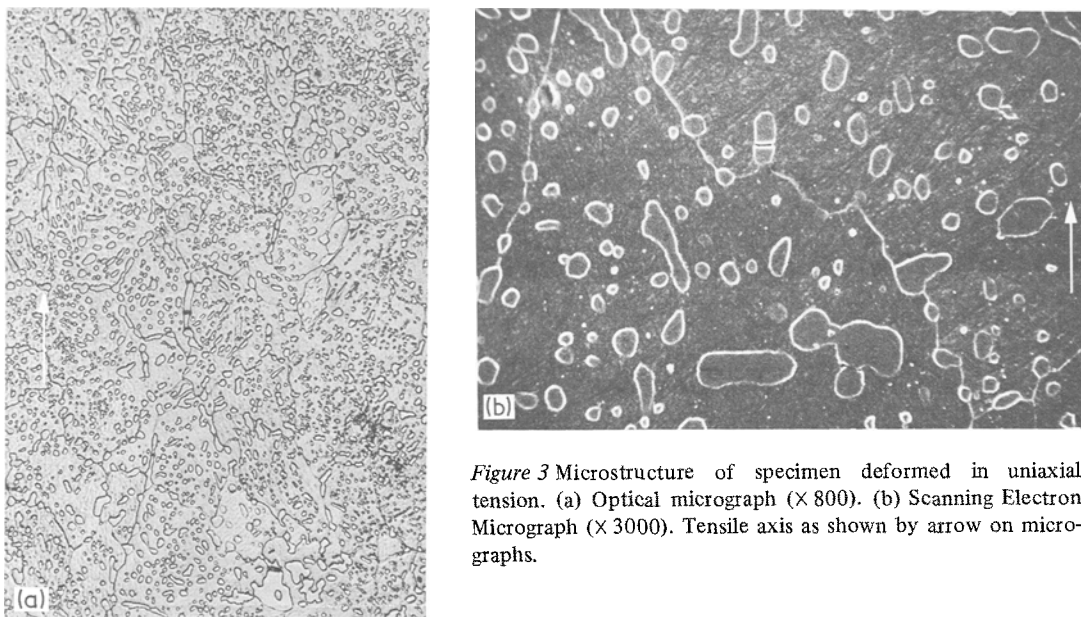 (a)
(b)
Figure 3 Microstructure of specimen deformed in uniaxial
tension. (a) Optical micrograph (× 800). (b) Scanning Electron
Micrograph (× 3000). Tensile axis as shown by arrow on micro-
graphs.